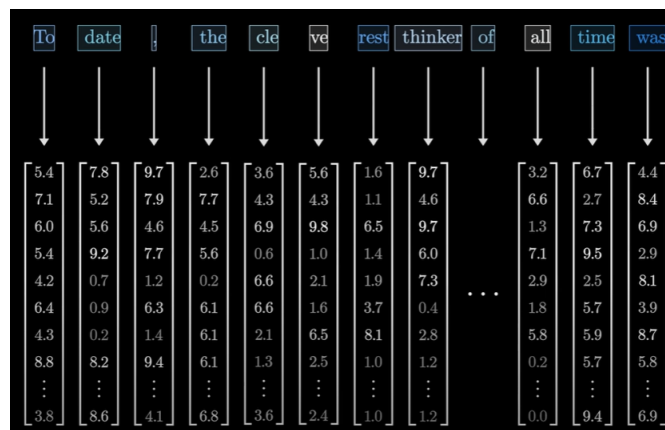 To date , the cle ve rest thinker of all time was
5.4 7.8 9.7 2.6 3.6 5.6 1.6 9.7 3.2 6.7 4.4
7.1 5.2 7.9 7.7 4.3 4.3 1.1 4.6 6.6 2.7 8.4
6.0 5.6 4.6 4.5 6.9 9.8 6.5 9.7 1.3 7.3 6.9
5.4 9.2 7.7 5.6 0.6 1.0 1.4 6.0 7.1 9.5 2.9
4.2 0.7 1.2 0.2 6.6 2.1 1.9 7.3 ... 2.9 2.5 8.1
6.4 0.9 6.3 6.1 6.6 1.6 3.7 0.4 1.8 5.7 3.9
4.3 0.2 1.4 6.1 2.1 6.5 8.1 2.8 5.8 5.9 8.7
8.8 8.2 9.4 6.1 1.3 2.5 1.0 1.2 0.2 5.7 5.8
⋮ ⋮ ⋮ ⋮ ⋮ ⋮ ⋮ ⋮ ⋮ ⋮ ⋮
3.8 8.6 4.1 6.8 3.6 2.4 1.0 1.2 0.0 9.4 6.9